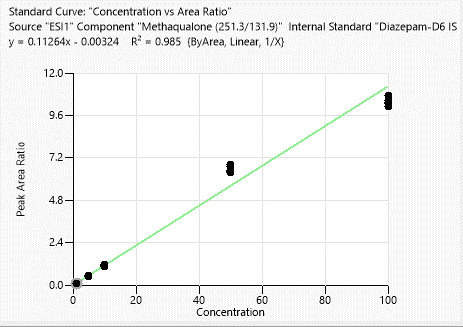 Standard Curve: "Concentration vs Area Ratio"
Source "ESI1" Component "Methaqualone (251.3/131.9)" Internal Standard "Diazepam-D6 IS
y = 0.11264x - 0.00324 R² = 0.985 {ByArea, Linear, 1/X}
12.0
9.6
7.2
4.8
2.4
0.0
Peak Area Ratio
0 20 40 60 80 100
Concentration